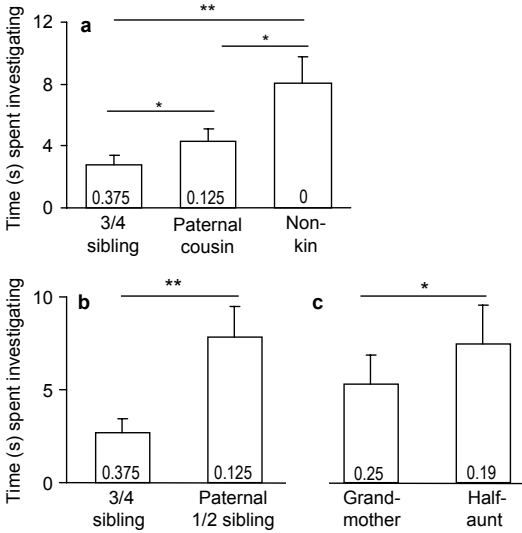 12
a
**
*
*
8
4
0
0.375
0.125
0
3/4
sibling
Paternal
cousin
Non-
kin
Time (s) spent investigating
10
b
**
5
0
0.375
0.125
3/4
sibling
Paternal
1/2 sibling
Time (s) spent investigating
c
*
0.25
0.19
Grand-
mother
Half-
aunt